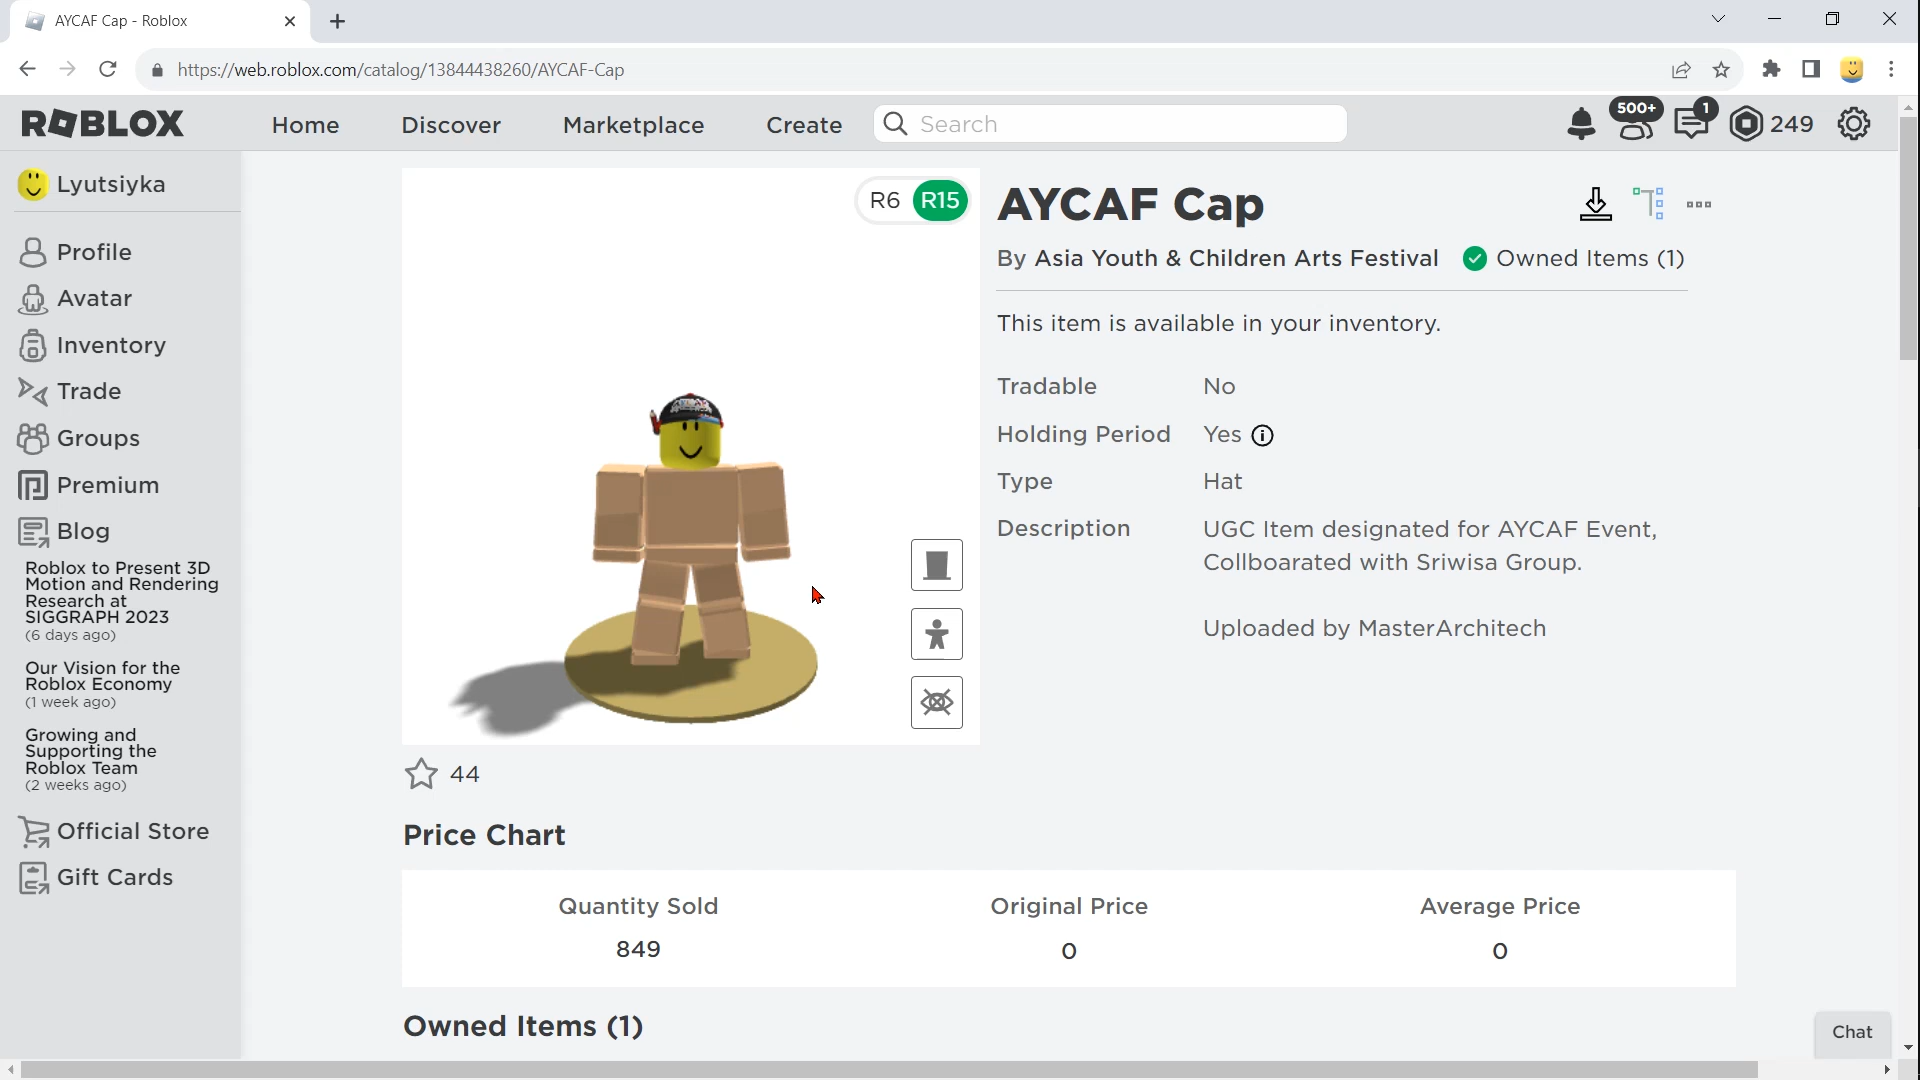 AYCAF Cap - Roblox
https://web.roblox.com/catalog/13844438260/AYCAF-Cap
ROBLOX
Home
Discover
Marketplace
Create
Search
500+
1
249
Lyutsiyka
Profile
Avatar
Inventory
Trade
Groups
Premium
Blog
Roblox to Present 3D
Motion and Rendering
Research at
SIGGRAPH 2023
(6 days ago)
Our Vision for the
Roblox Economy
(1 week ago)
Growing and
Supporting the
Roblox Team
(2 weeks ago)
Official Store
Gift Cards
R6 R15
AYCAF Cap
By Asia Youth & Children Arts Festival
Owned Items (1)
This item is available in your inventory.
Tradable No
Holding Period Yes
Type Hat
Description UGC Item designated for AYCAF Event,
Collboarated with Sriwisa Group.
Uploaded by MasterArchitech
44
Price Chart
Quantity Sold Original Price Average Price
849 0 0
Owned Items (1)
Chat